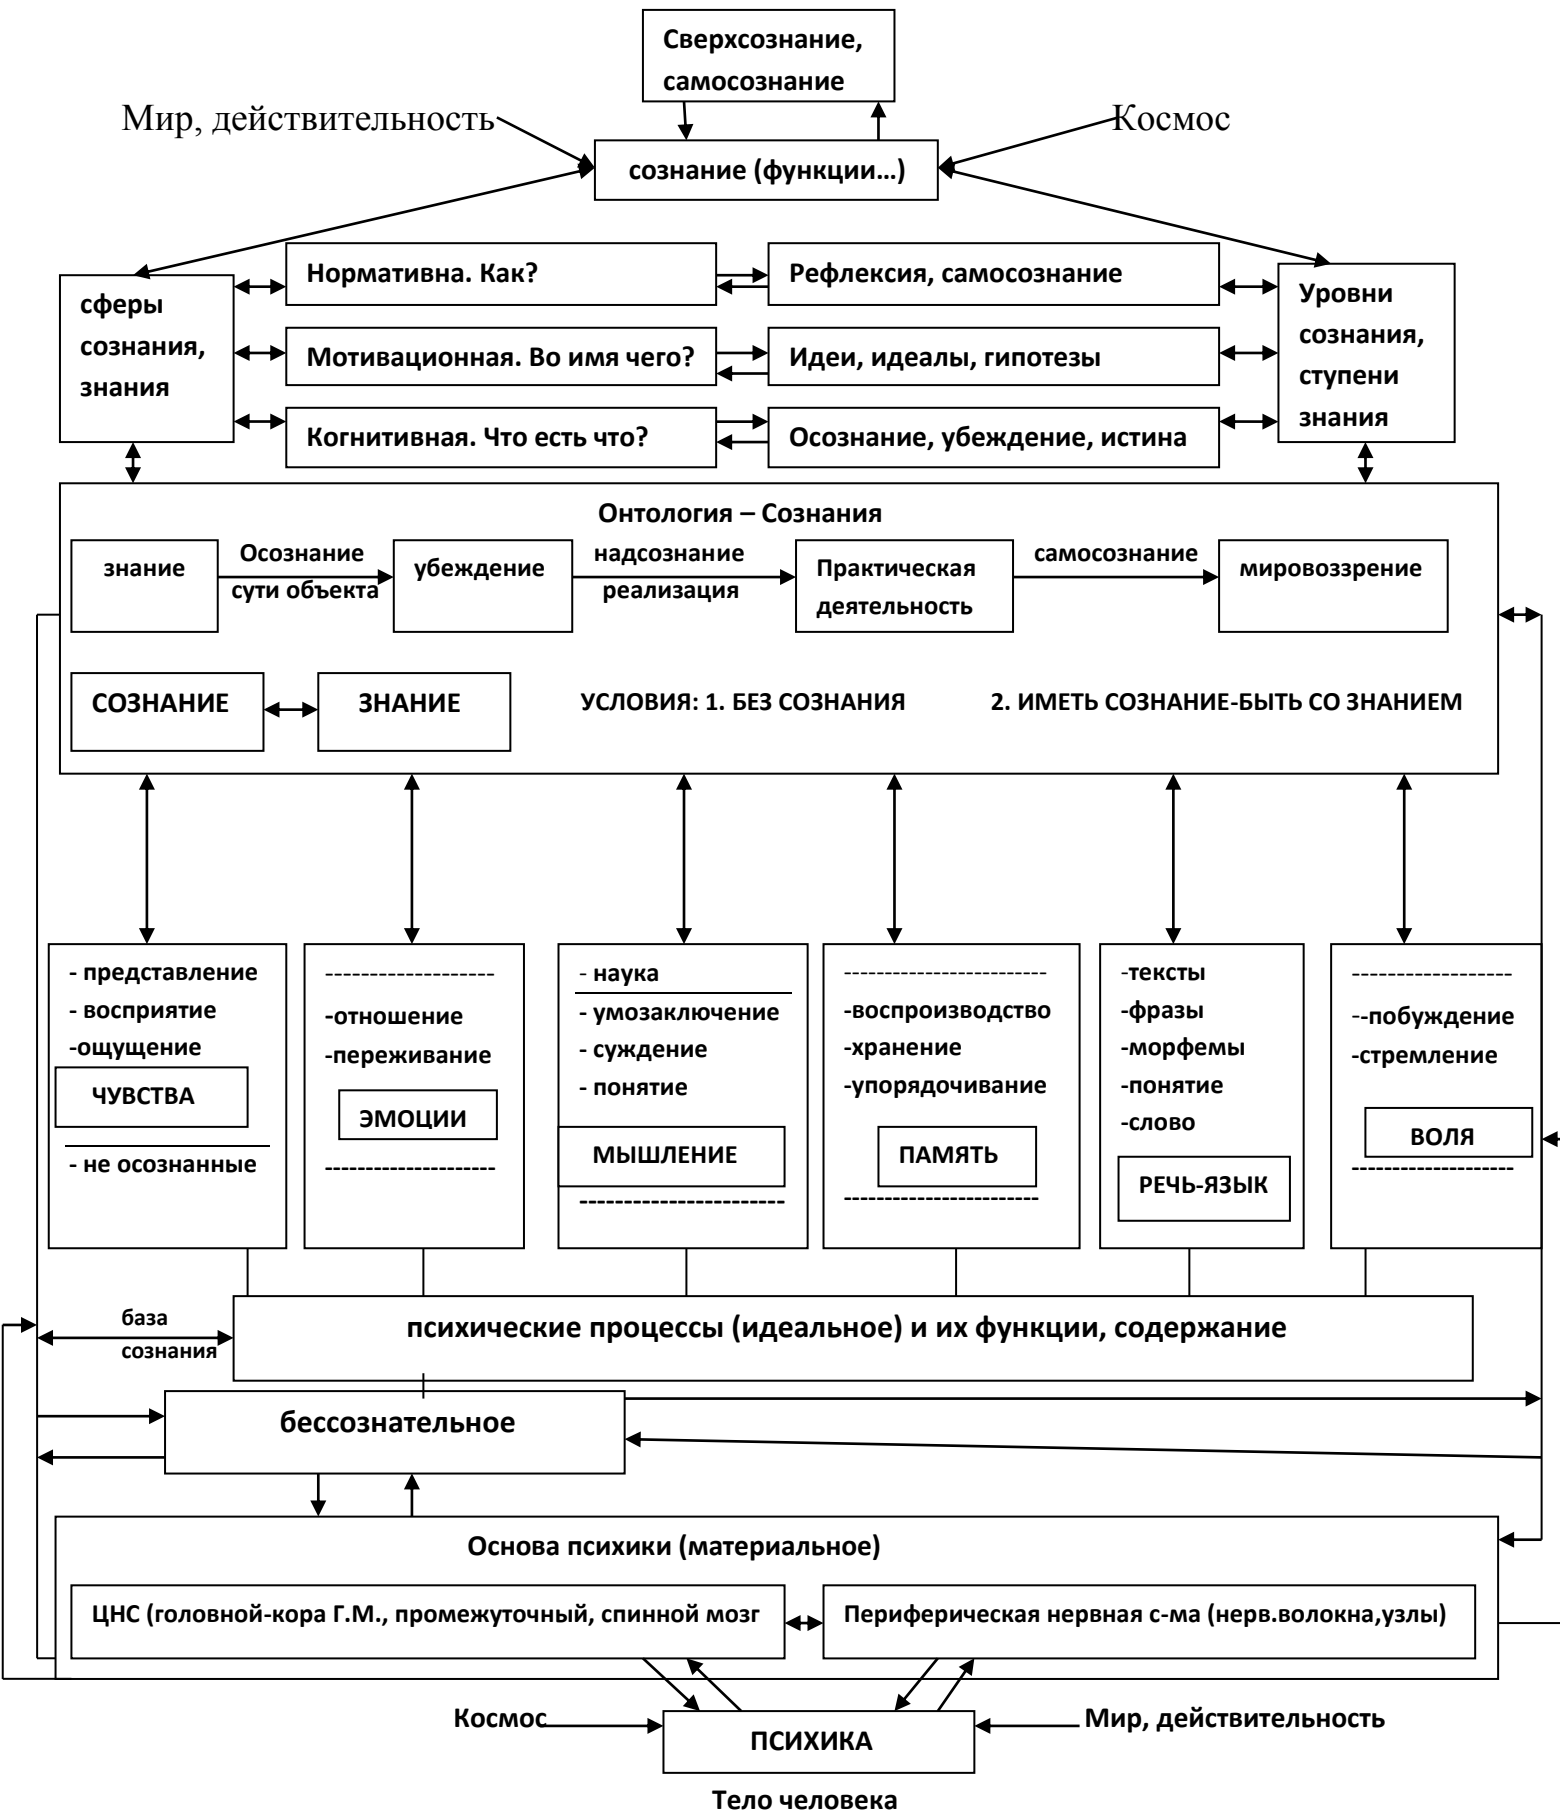 Сверхсознание,
самосознание
Мир, действительность
Космос
сознание (функции...)
сферы
сознания,
знания
Нормативна. Как?
Рефлексия, самосознание
Мотивационная. Во имя чего?
Идеи, идеалы, гипотезы
Когнитивная. Что есть что?
Осознание, убеждение, истина
Уровни
сознания,
ступени
знания
Онтология – Сознания
знание
Осознание
сути объекта
убеждение
надсознание
реализация
Практическая
деятельность
самосознание
мировоззрение
СОЗНАНИЕ
ЗНАНИЕ
УСЛОВИЯ: 1. БЕЗ СОЗНАНИЯ
2. ИМЕТЬ СОЗНАНИЕ-БЫТЬ СО ЗНАНИЕМ
- представление
- восприятие
-ощущение
ЧУВСТВА
- не осознанные
-------------------
-отношение
-переживание
ЭМОЦИИ
---------------------
- наука
- умозаключение
- суждение
- понятие
МЫШЛЕНИЕ
-----------------------
-----------------------
-воспроизводство
-хранение
-упорядочивание
ПАМЯТЬ
------------------------
-тексты
-фразы
-морфемы
-понятие
-слово
РЕЧЬ-ЯЗЫК
------------------
--побуждение
-стремление
ВОЛЯ
--------------------
база
сознания
психические процессы (идеальное) и их функции, содержание
бессознательное
Основа психики (материальное)
ЦНС (головной-кора Г.М., промежуточный, спинной мозг
Периферическая нервная с-ма (нерв.волокна,узлы)
Космос
ПСИХИКА
Мир, действительность
Тело человека